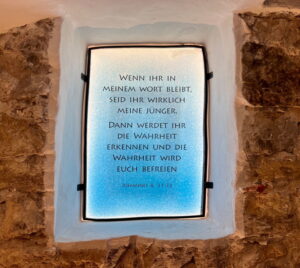 Wenn ihr in
meinem Wort bleibt,
seid ihr wirklich
meine Jünger.
Dann werdet ihr
die Wahrheit
erkennen und die
Wahrheit wird
euch befreien
Johannes 8, 31-32